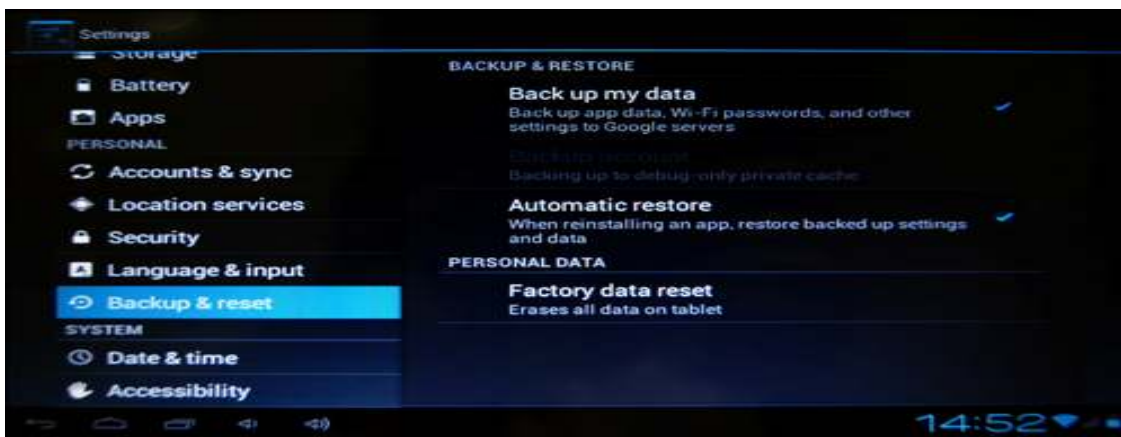 Settings
Storage
Battery
Apps
PERSONAL
Accounts & sync
Location services
Security
Language & input
Backup & reset
SYSTEM
Date & time
Accessibility
BACKUP & RESTORE
Back up my data
Back up app data, Wi-Fi passwords, and other
settings to Google servers
Backup account
Backing up to debug-only private cache
Automatic restore
When reinstalling an app, restore backed up settings
and data
PERSONAL DATA
Factory data reset
Erases all data on tablet
14:52